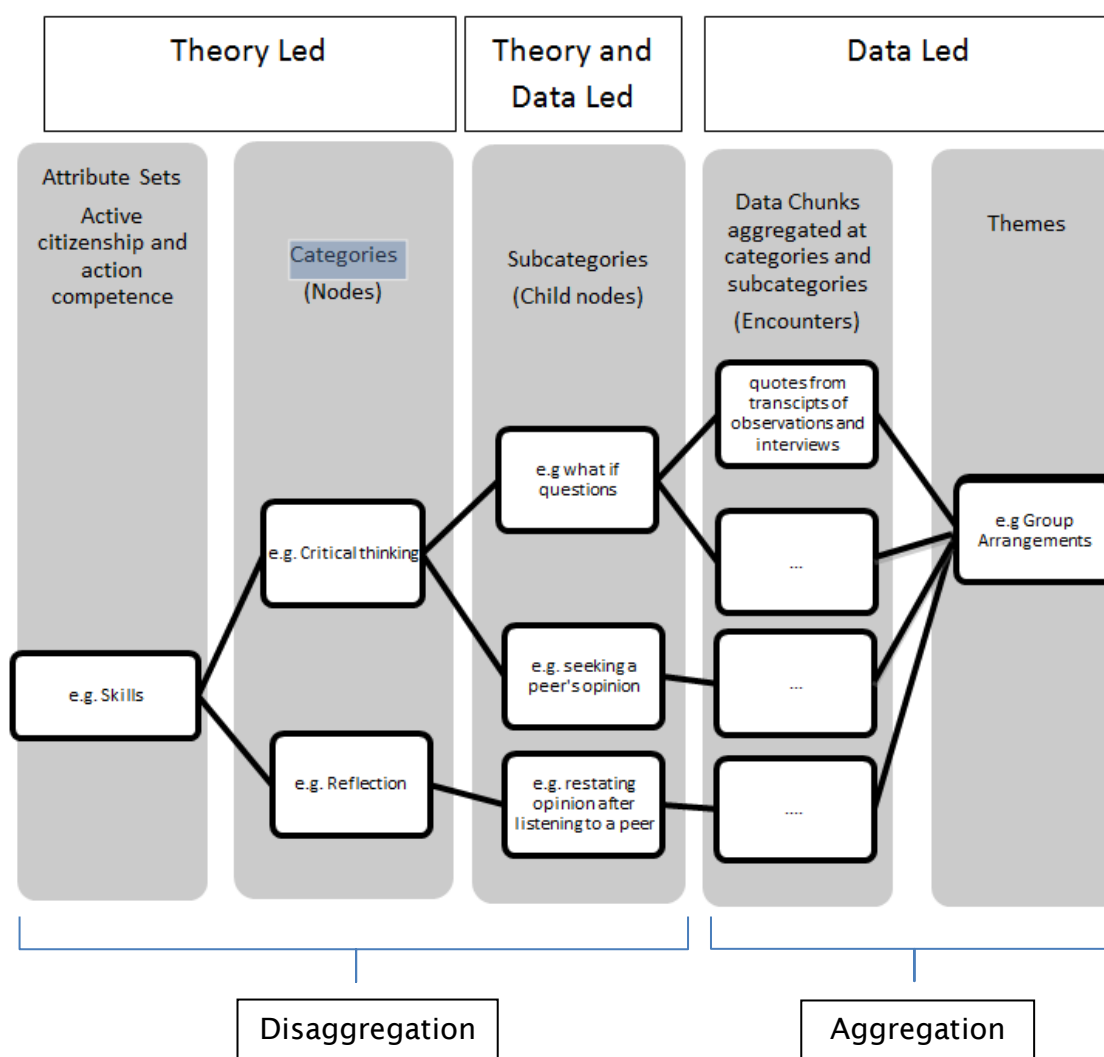 Theory Led
Theory and
Data Led
Data Led
Attribute Sets
Active
citizenship and
action
competence
Categories
(Nodes)
Subcategories
(Child nodes)
Data Chunks
aggregated at
categories and
subcategories
(Encounters)
Themes
e.g. Skills
e.g. Critical thinking
e.g. Reflection
e.g what if
questions
e.g. seeking a
peer's opinion
e.g. restating
opinion after
listening to a peer
quotes from
transcipts of
observations and
interviews
...
...
....
e.g Group
Arrangements
Disaggregation
Aggregation